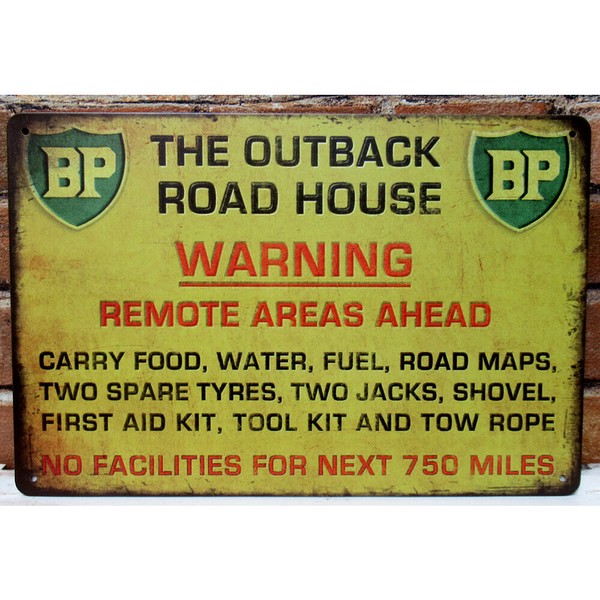 BP THE OUTBACK BP
ROAD HOUSE
WARNING
REMOTE AREAS AHEAD
CARRY FOOD, WATER, FUEL, ROAD MAPS,
TWO SPARE TYRES, TWO JACKS, SHOVEL,
FIRST AID KIT, TOOL KIT AND TOW ROPE
NO FACILITIES FOR NEXT 750 MILES